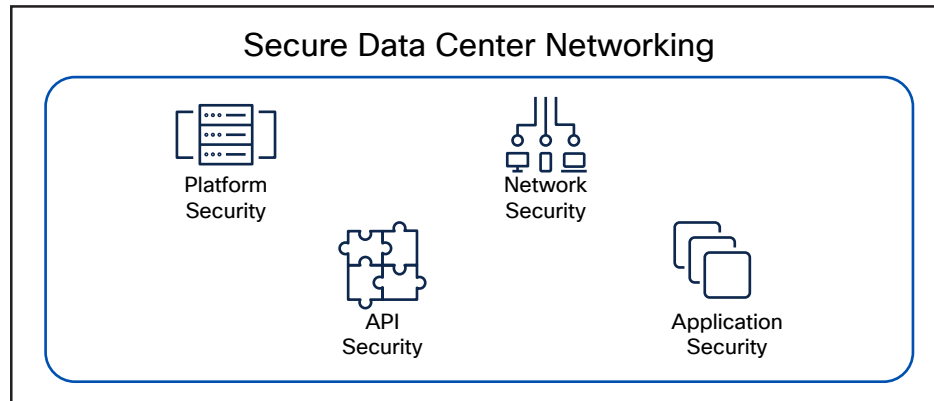 Secure Data Center Networking
Platform
Security
Network
Security
API
Security
Application
Security